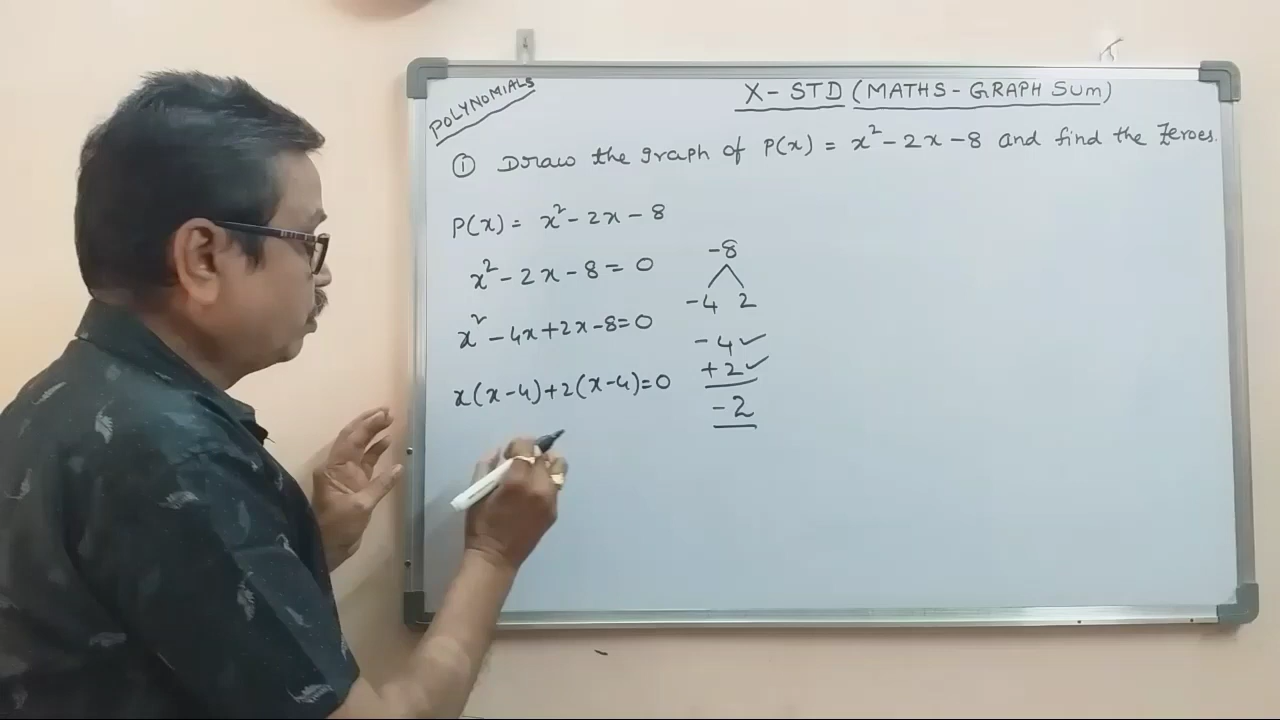 POLYNOMIALS
X - STD (MATHS - GRAPH SUM)
① Draw the graph of P(x) = x² - 2x - 8 and find the Zeroes.
P(x) = x² - 2x - 8
x² - 2x - 8 = 0
x² - 4x + 2x - 8 = 0
x(x - 4) + 2(x - 4) = 0
-8
-4 2
-4 ✓
+2 ✓
-2